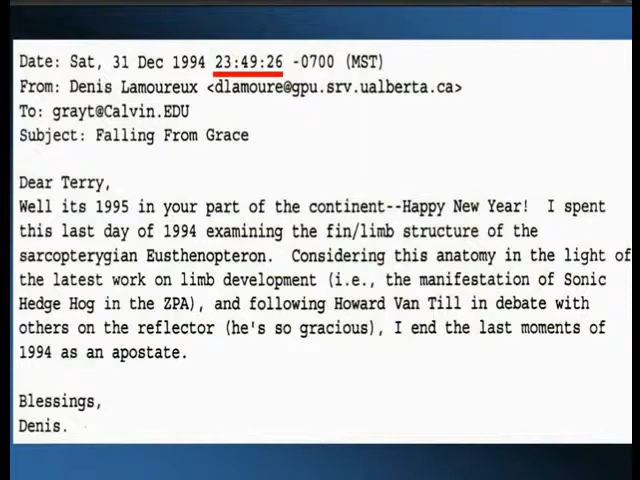 Date: Sat, 31 Dec 1994 23:49:26 -0700 (MST)
From: Denis Lamoureux <dlamoure@gpu.srv.ualberta.ca>
To: grayt@Calvin.EDU
Subject: Falling From Grace
Dear Terry,
Well its 1995 in your part of the continent--Happy New Year!  I spent
this last day of 1994 examining the fin/limb structure of the
sarcopterygian Eusthenopteron.  Considering this anatomy in the light of
the latest work on limb development (i.e., the manifestation of Sonic
Hedge Hog in the ZPA), and following Howard Van Till in debate with
others on the reflector (he's so gracious), I end the last moments of
1994 as an apostate.
Blessings,
Denis.